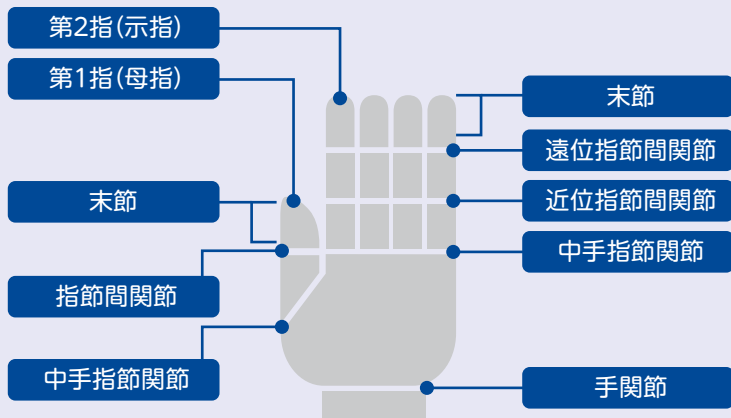 第2指(示指)
第1指(母指)
末節
指節間関節
中手指節関節
末節
遠位指節間関節
近位指節間関節
中手指節関節
手関節